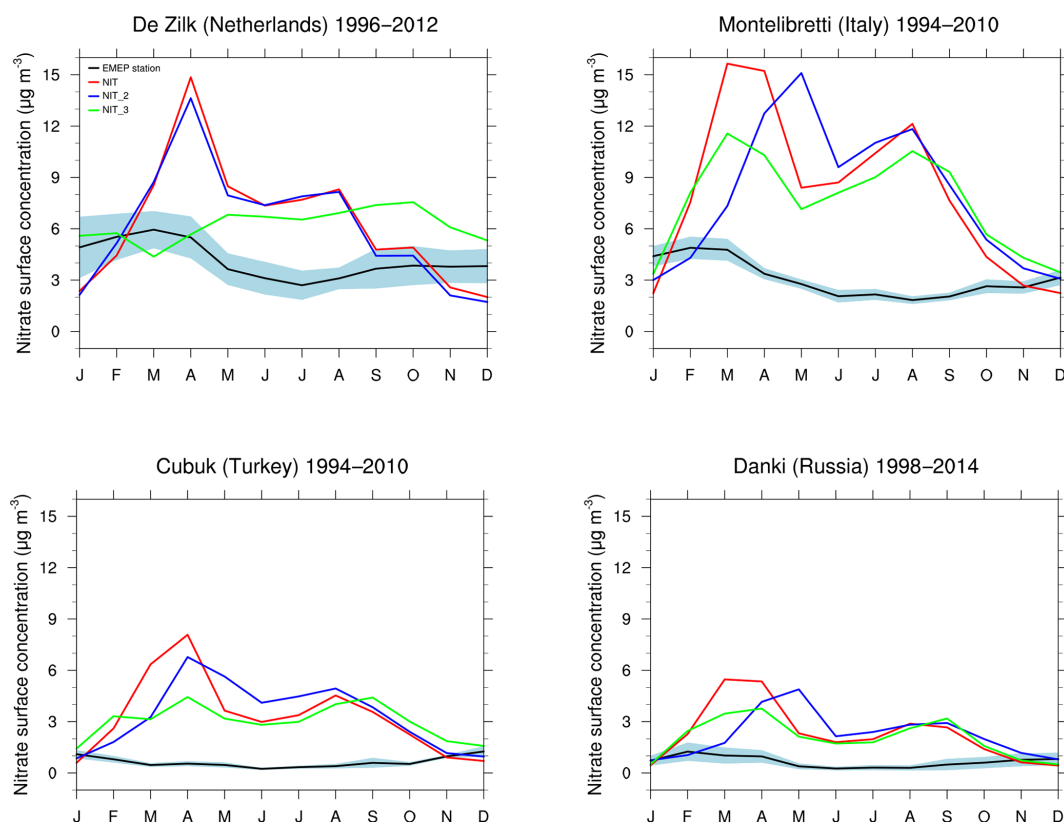 De Zilk (Netherlands) 1996–2012
Nitrate surface concentration (µg m-3)
15
12
9
6
3
0
EMEP station
NIT
NIT_2
NIT_3
J F M A M J J A S O N D
Montelibretti (Italy) 1994–2010
Nitrate surface concentration (µg m-3)
15
12
9
6
3
0
J F M A M J J A S O N D
Cubuk (Turkey) 1994–2010
Nitrate surface concentration (µg m-3)
15
12
9
6
3
0
J F M A M J J A S O N D
Danki (Russia) 1998–2014
Nitrate surface concentration (µg m-3)
15
12
9
6
3
0
J F M A M J J A S O N D